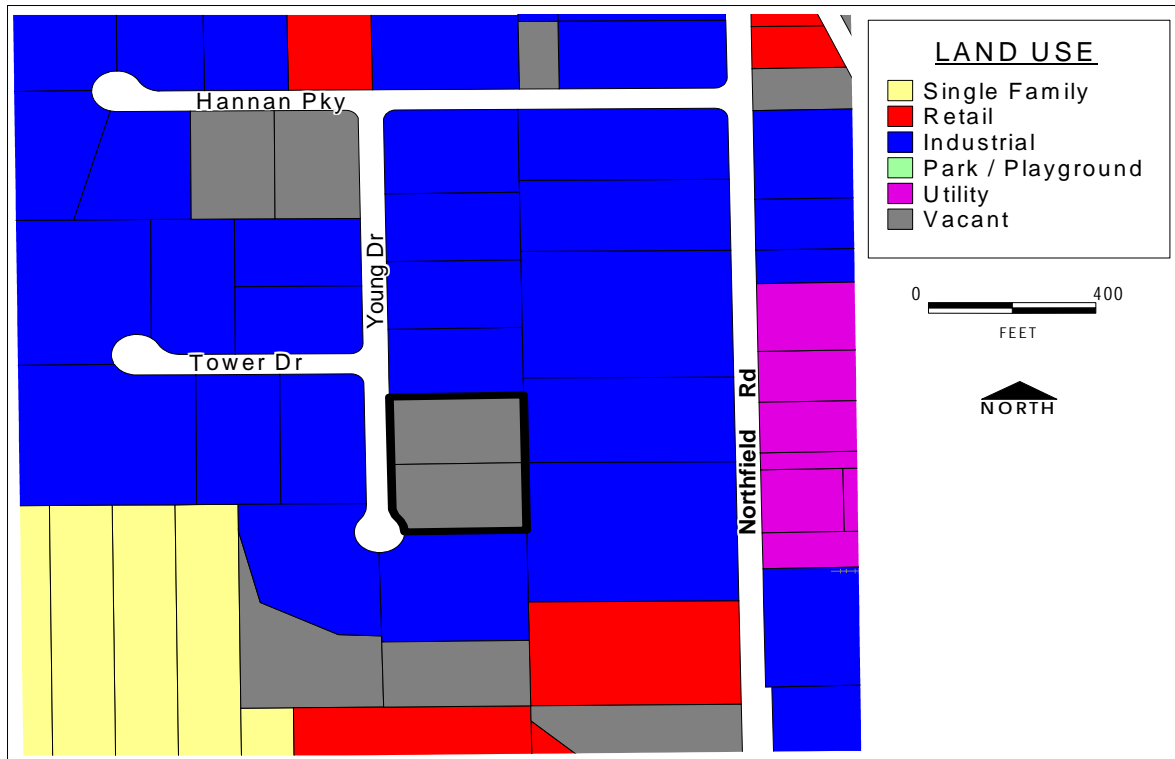 Hannan Pky
Young Dr
Tower Dr
Northfield Rd
LAND USE
Single Family
Retail
Industrial
Park / Playground
Utility
Vacant
0 400
FEET
NORTH